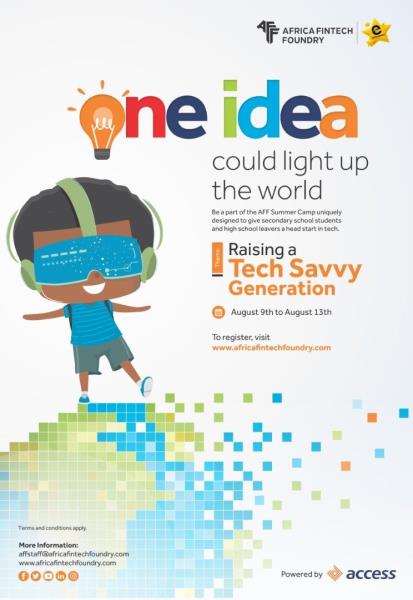 AFF AFRICA FINTECH
FOUNDRY
e
One idea
could light up
the world
Be a part of the AFF Summer Camp uniquely
designed to give secondary school students
and high school leavers a head start in tech.
Theme:
Raising a
Tech Savvy
Generation
August 9th to August 13th
To register, visit
www.africafintechfoundry.com
Terms and conditions apply.
More Information:
affstaff@africafintechfoundry.com
www.africafintechfoundry.com
Powered by access